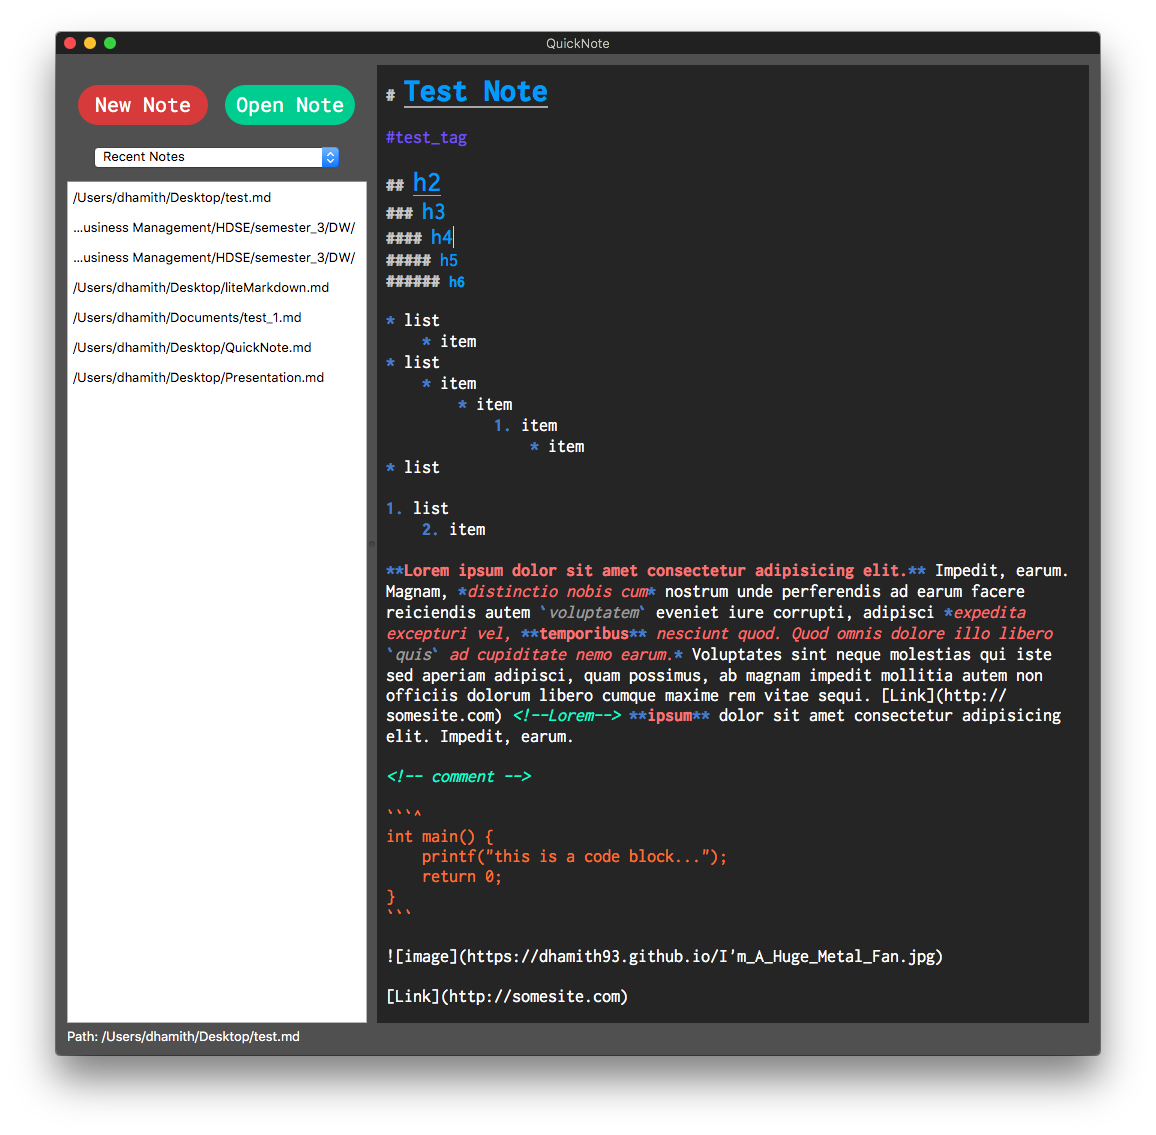 QuickNote
New Note
Open Note
Recent Notes
/Users/dhamith/Desktop/test.md
...usiness Management/HDSE/semester_3/DW/
...usiness Management/HDSE/semester_3/DW/
/Users/dhamith/Desktop/liteMarkdown.md
/Users/dhamith/Documents/test_1.md
/Users/dhamith/Desktop/QuickNote.md
/Users/dhamith/Desktop/Presentation.md
# Test Note
#test_tag
## h2
### h3
#### h4
##### h5
###### h6
* list
    * item
* list
    * item
        * item
            1. item
                * item
* list
1. list
    2. item
**Lorem ipsum dolor sit amet consectetur adipisicing elit.** Impedit, earum.
Magnam, *distinctio nobis cum* nostrum unde perferendis ad earum facere
reiciendis autem `voluptatem` eveniet iure corrupti, adipisci *expedita
excepturi vel, **temporibus** nesciunt quod. Quod omnis dolore illo libero
`quis` ad cupiditate nemo earum.* Voluptates sint neque molestias qui iste
sed aperiam adipisci, quam possimus, ab magnam impedit mollitia autem non
officiis dolorum libero cumque maxime rem vitae sequi. [Link](http://
somesite.com) <!--Lorem--> **ipsum** dolor sit amet consectetur adipisicing
elit. Impedit, earum.
<!-- comment -->
```^
int main() {
    printf("this is a code block...");
    return 0;
}
```
![image](https://dhamith93.github.io/I'm_A_Huge_Metal_Fan.jpg)
[Link](http://somesite.com)
Path: /Users/dhamith/Desktop/test.md